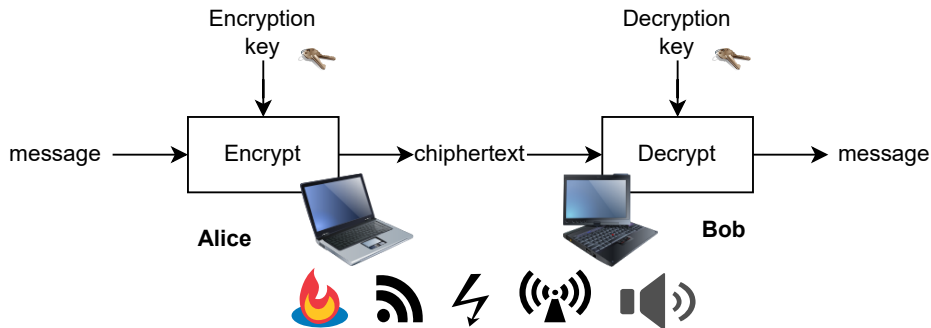 Encryption
key
Decryption
key
message
Encrypt
chiphertext
Decrypt
message
Alice
Bob